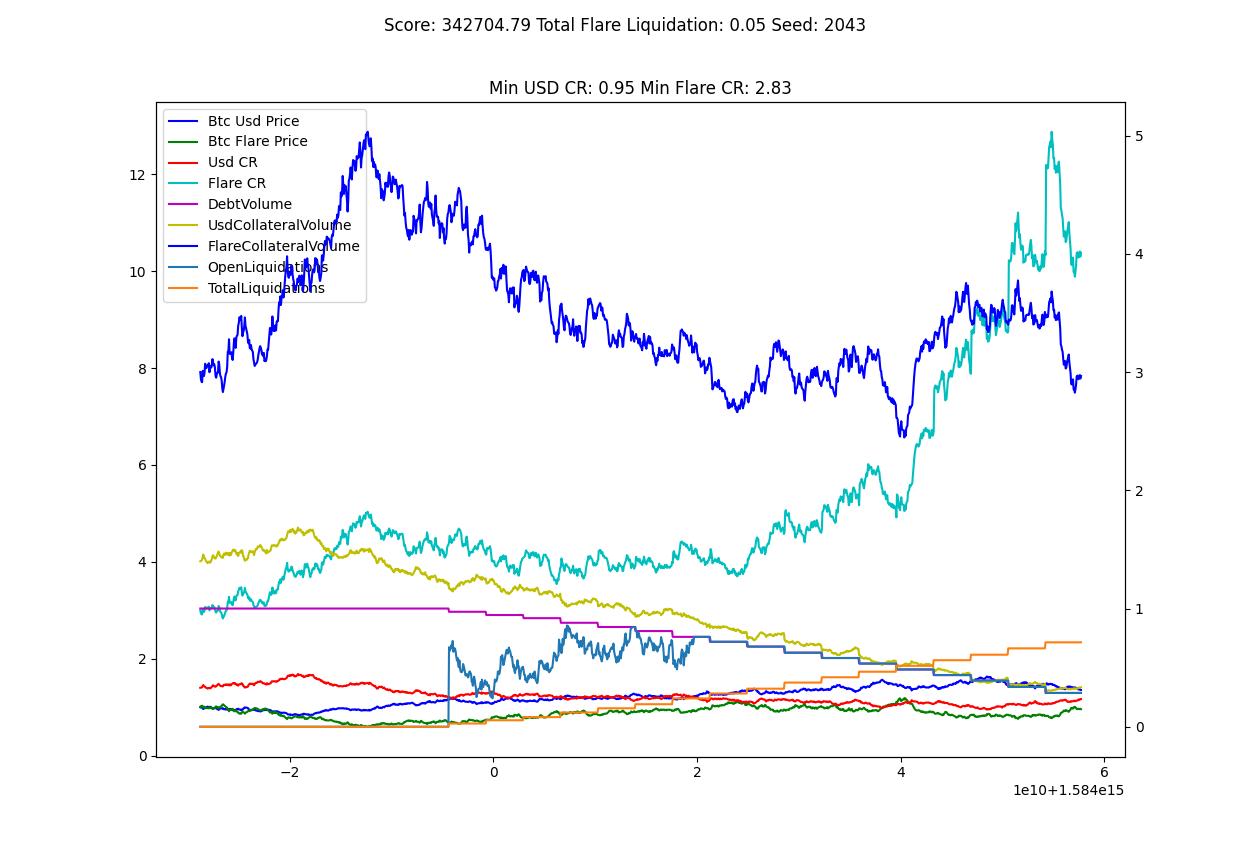 Score: 342704.79 Total Flare Liquidation: 0.05 Seed: 2043
Min USD CR: 0.95 Min Flare CR: 2.83
Btc Usd Price
Btc Flare Price
Usd CR
Flare CR
DebtVolume
UsdCollateralVolume
FlareCollateralVolume
OpenLiquidations
TotalLiquidations
12
10
8
6
4
2
0
5
4
3
2
1
0
−2
0
2
4
6
1e10+1.584e15